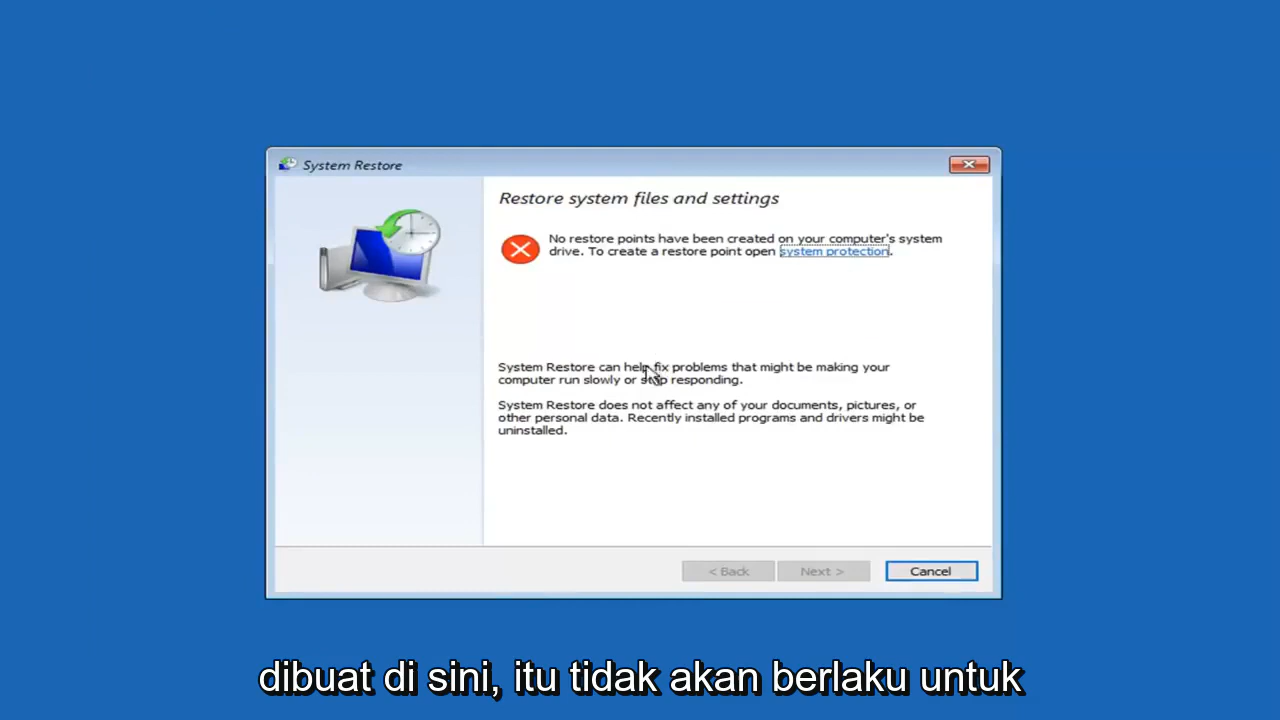 System Restore
Restore system files and settings
No restore points have been created on your computer's system
drive. To create a restore point open system protection.
System Restore can help fix problems that might be making your
computer run slowly or stop responding.
System Restore does not affect any of your documents, pictures, or
other personal data. Recently installed programs and drivers might be
uninstalled.
< Back
Next >
Cancel
dibuat di sini, itu tidak akan berlaku untuk